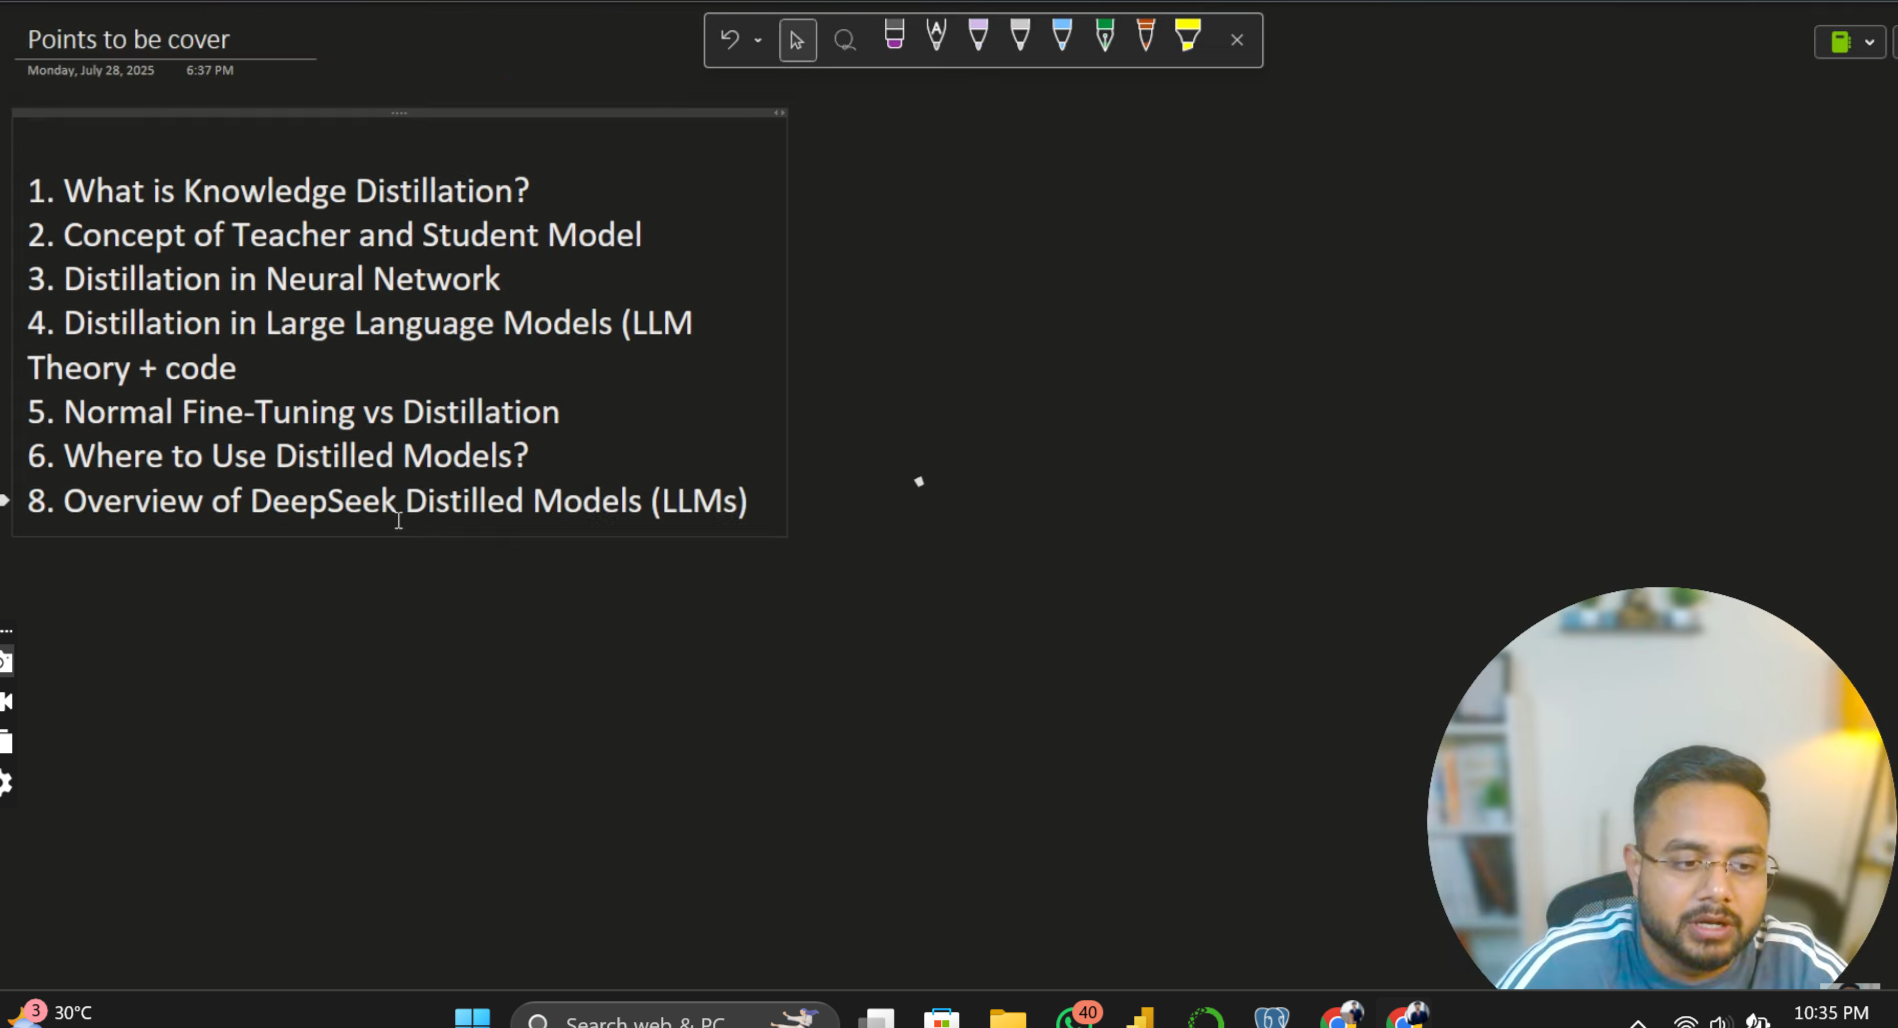 Points to be cover
Monday, July 28, 2025 6:37 PM
1. What is Knowledge Distillation?
2. Concept of Teacher and Student Model
3. Distillation in Neural Network
4. Distillation in Large Language Models (LLM
Theory + code
5. Normal Fine-Tuning vs Distillation
6. Where to Use Distilled Models?
8. Overview of DeepSeek Distilled Models (LLMs)
3 30°C
Search web & PC
40
10:35 PM